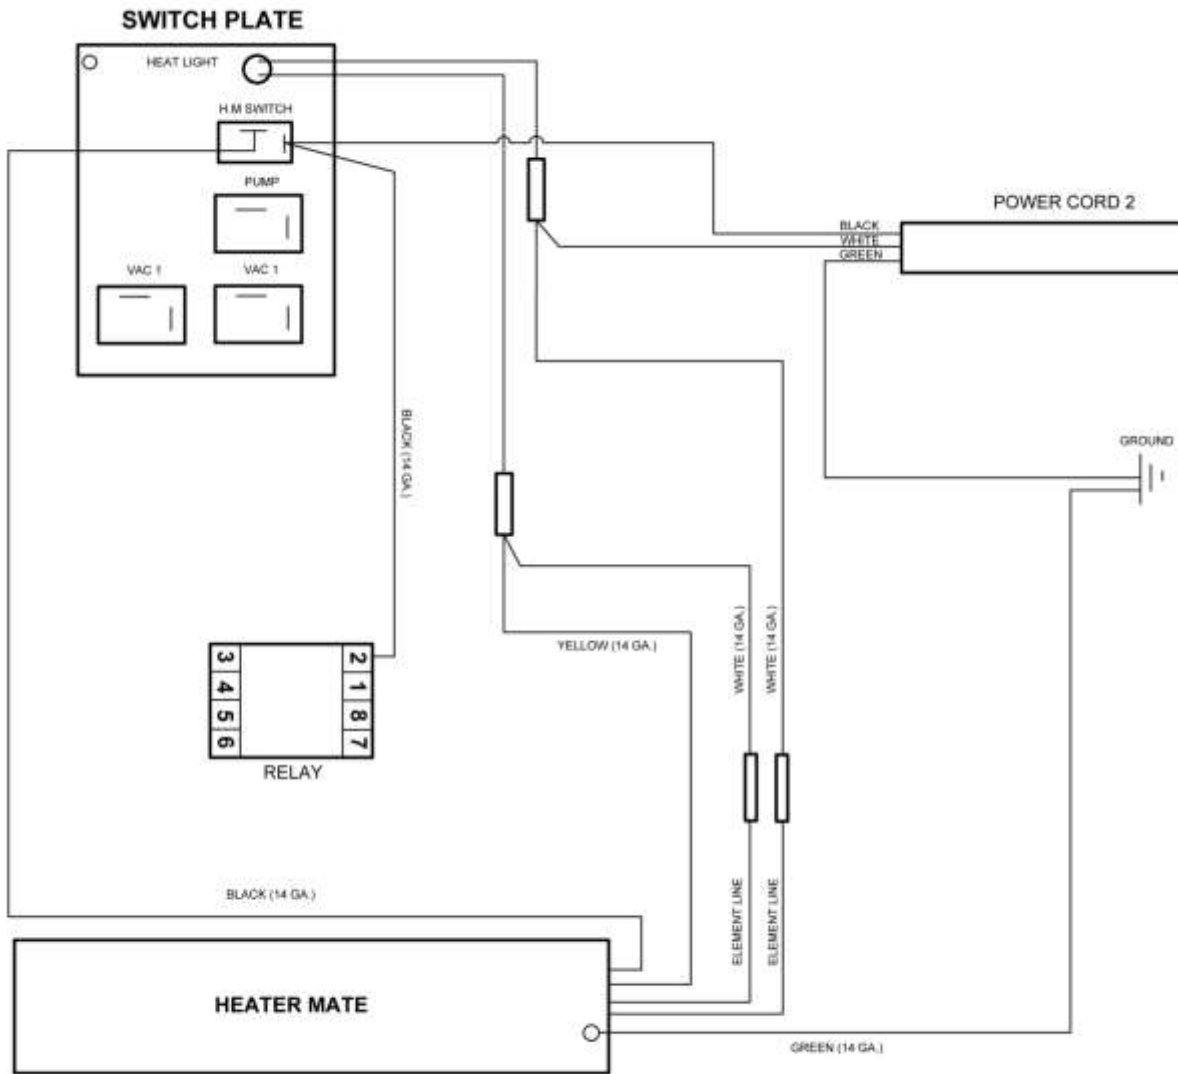 SWITCH PLATE
HEAT LIGHT
H M SWITCH
PUMP
VAC 1
VAC 1
POWER CORD 2
BLACK
WHITE
GREEN
GROUND
BLACK (14 GA.)
YELLOW (14 GA.)
WHITE (14 GA.)
WHITE (14 GA.)
3
4
5
6
2
1
8
7
RELAY
BLACK (14 GA.)
ELEMENT LINE
ELEMENT LINE
HEATER MATE
GREEN (14 GA.)